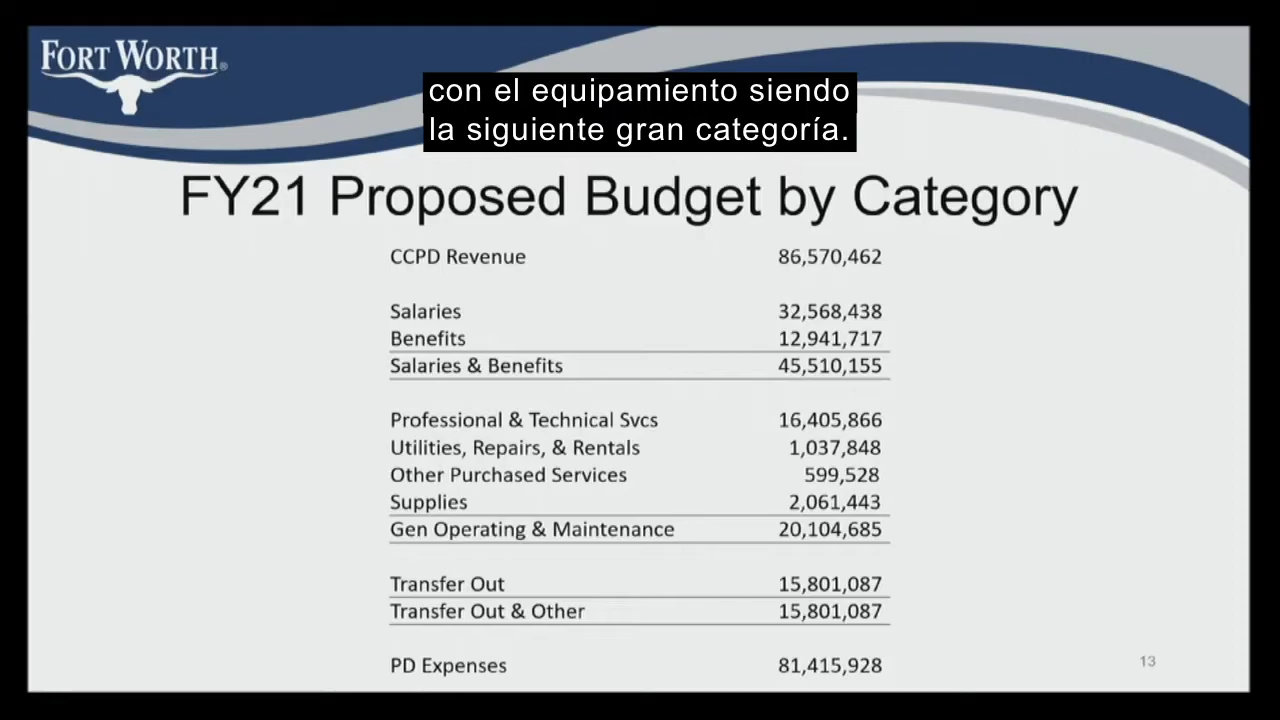 FORT WORTH®
con el equipamiento siendo
la siguiente gran categoría.
FY21 Proposed Budget by Category
CCPD Revenue 86,570,462
Salaries 32,568,438
Benefits 12,941,717
Salaries & Benefits 45,510,155
Professional & Technical Svcs 16,405,866
Utilities, Repairs, & Rentals 1,037,848
Other Purchased Services 599,528
Supplies 2,061,443
Gen Operating & Maintenance 20,104,685
Transfer Out 15,801,087
Transfer Out & Other 15,801,087
PD Expenses 81,415,928
13